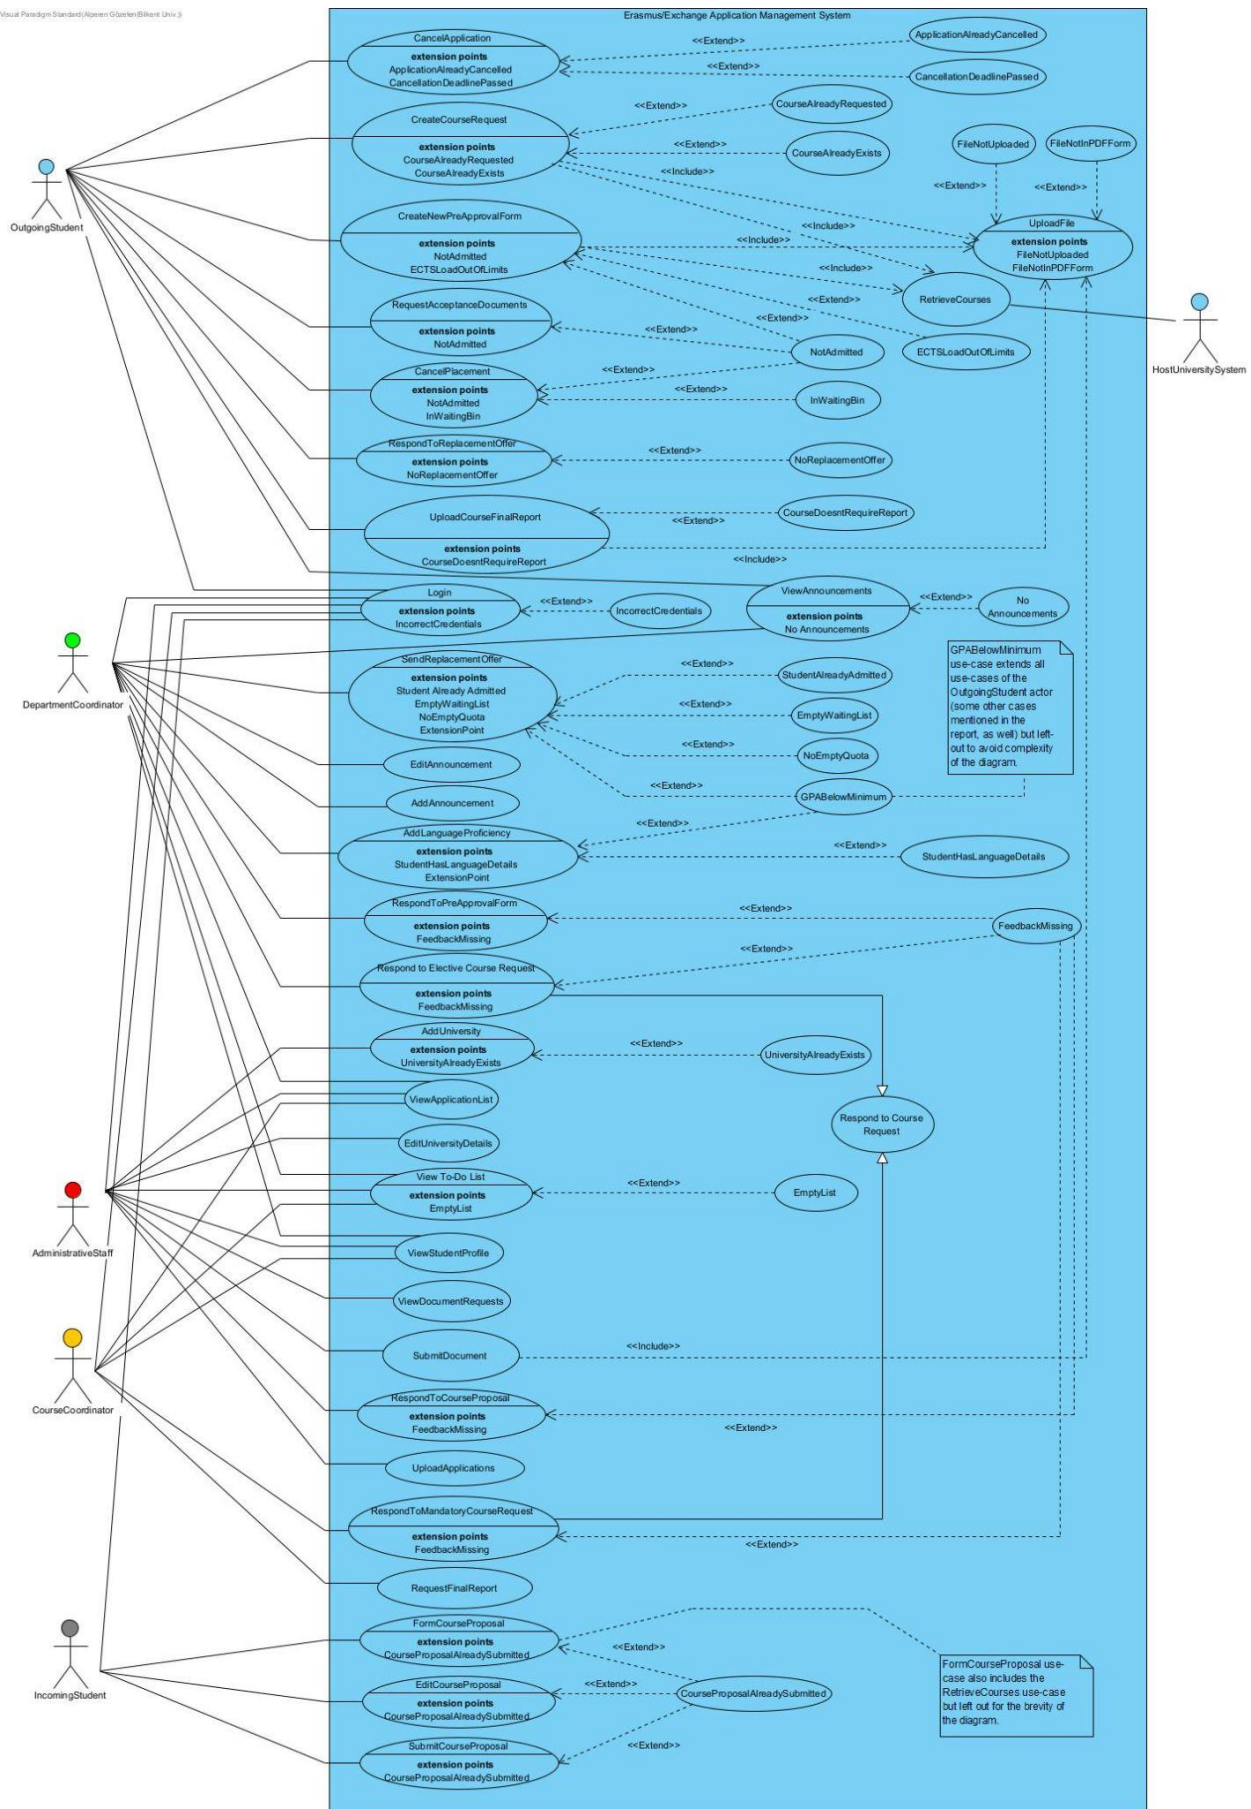 Visual Paradigm Standard(Alperen Gözeten(Bilkent Univ.))
Erasmus/Exchange Application Management System
CancelApplication
extension points
ApplicationAlreadyCancelled
CancellationDeadlinePassed
<<Extend>>
ApplicationAlreadyCancelled
<<Extend>>
CancellationDeadlinePassed
CreateCourseRequest
extension points
CourseAlreadyRequested
CourseAlreadyExists
<<Extend>>
CourseAlreadyRequested
<<Extend>>
CourseAlreadyExists
<<Include>>
<<Include>>
FileNotUploaded
FileNotInPDFForm
<<Extend>>
<<Extend>>
OutgoingStudent
CreateNewPreApprovalForm
extension points
NotAdmitted
ECTSLoadOutOfLimits
<<Include>>
<<Include>>
UploadFile
extension points
FileNotUploaded
FileNotInPDFForm
RetrieveCourses
<<Extend>>
<<Extend>>
HostUniversitySystem
RequestAcceptanceDocuments
extension points
NotAdmitted
<<Extend>>
NotAdmitted
ECTSLoadOutOfLimits
CancelPlacement
extension points
NotAdmitted
InWaitingBin
<<Extend>>
<<Extend>>
InWaitingBin
RespondToReplacementOffer
extension points
NoReplacementOffer
<<Extend>>
NoReplacementOffer
UploadCourseFinalReport
extension points
CourseDoesntRequireReport
<<Extend>>
CourseDoesntRequireReport
<<Include>>
Login
extension points
IncorrectCredentials
<<Extend>>
IncorrectCredentials
ViewAnnouncements
extension points
No Announcements
<<Extend>>
No
Announcements
DepartmentCoordinator
SendReplacementOffer
extension points
Student Already Admitted
EmptyWaitingList
NoEmptyQuota
ExtensionPoint
<<Extend>>
StudentAlreadyAdmitted
<<Extend>>
EmptyWaitingList
<<Extend>>
NoEmptyQuota
<<Extend>>
GPABelowMinimum
GPABelowMinimum
use-case extends all
use-cases of the
OutgoingStudent actor
(some other cases
mentioned in the
report, as well) but left-
out to avoid complexity
of the diagram.
EditAnnouncement
AddAnnouncement
AddLanguageProficiency
extension points
StudentHasLanguageDetails
ExtensionPoint
<<Extend>>
<<Extend>>
StudentHasLanguageDetails
RespondToPreApprovalForm
extension points
FeedbackMissing
<<Extend>>
FeedbackMissing
Respond to Elective Course Request
extension points
FeedbackMissing
<<Extend>>
AddUniversity
extension points
UniversityAlreadyExists
<<Extend>>
UniversityAlreadyExists
ViewApplicationList
Respond to Course
Request
EditUniversityDetails
View To-Do List
extension points
EmptyList
<<Extend>>
EmptyList
AdministrativeStaff
ViewStudentProfile
ViewDocumentRequests
SubmitDocument
<<Include>>
CourseCoordinator
RespondToCourseProposal
extension points
FeedbackMissing
<<Extend>>
UploadApplications
RespondToMandatoryCourseRequest
extension points
FeedbackMissing
<<Extend>>
RequestFinalReport
IncomingStudent
FormCourseProposal
extension points
CourseProposalAlreadySubmitted
<<Extend>>
EditCourseProposal
extension points
CourseProposalAlreadySubmitted
<<Extend>>
CourseProposalAlreadySubmitted
FormCourseProposal use-
case also includes the
RetrieveCourses use-case
but left out for the brevity of
the diagram.
SubmitCourseProposal
extension points
CourseProposalAlreadySubmitted
<<Extend>>